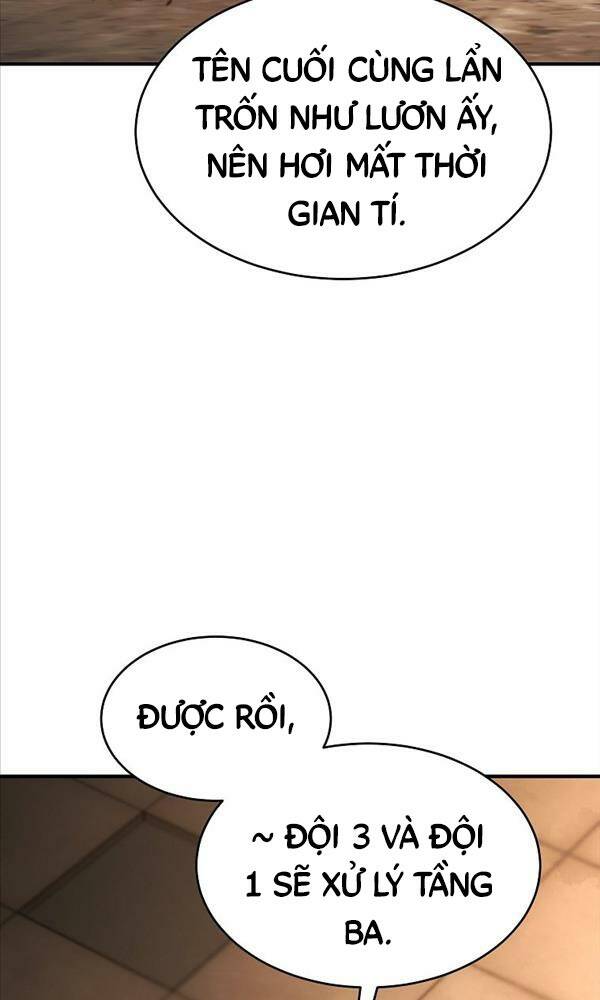 TÊN CUỐI CÙNG LẨN
TRỐN NHƯ LƯƠN ẤY,
NÊN HƠI MẤT THỜI
GIAN TÍ.
ĐƯỢC RỒI,
~ ĐỘI 3 VÀ ĐỘI
1 SẼ XỬ LÝ TẦNG
BA.